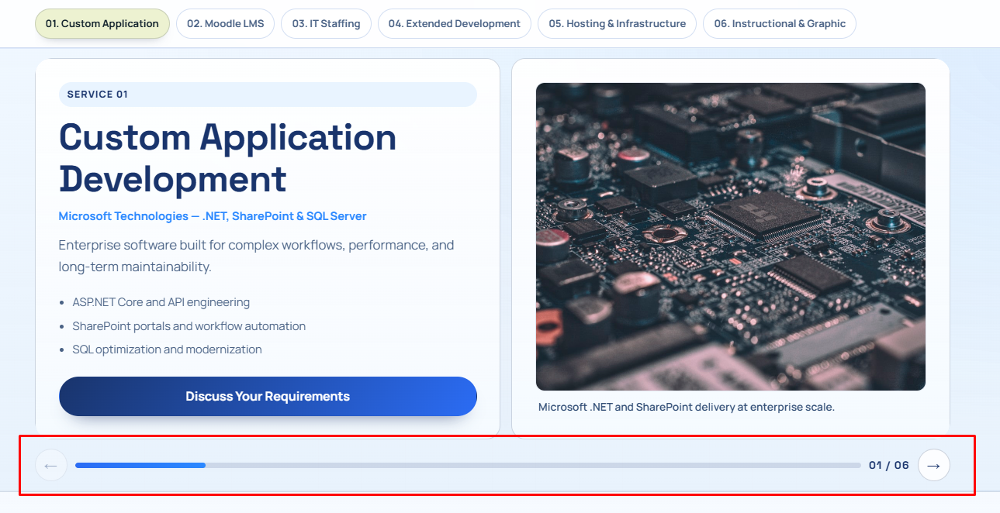 01. Custom Application
02. Moodle LMS
03. IT Staffing
04. Extended Development
05. Hosting & Infrastructure
06. Instructional & Graphic
SERVICE 01
Custom Application
Development
Microsoft Technologies — .NET, SharePoint & SQL Server
Enterprise software built for complex workflows, performance, and
long-term maintainability.
• ASP.NET Core and API engineering
• SharePoint portals and workflow automation
• SQL optimization and modernization
Discuss Your Requirements
Microsoft .NET and SharePoint delivery at enterprise scale.
← 01 / 06 →